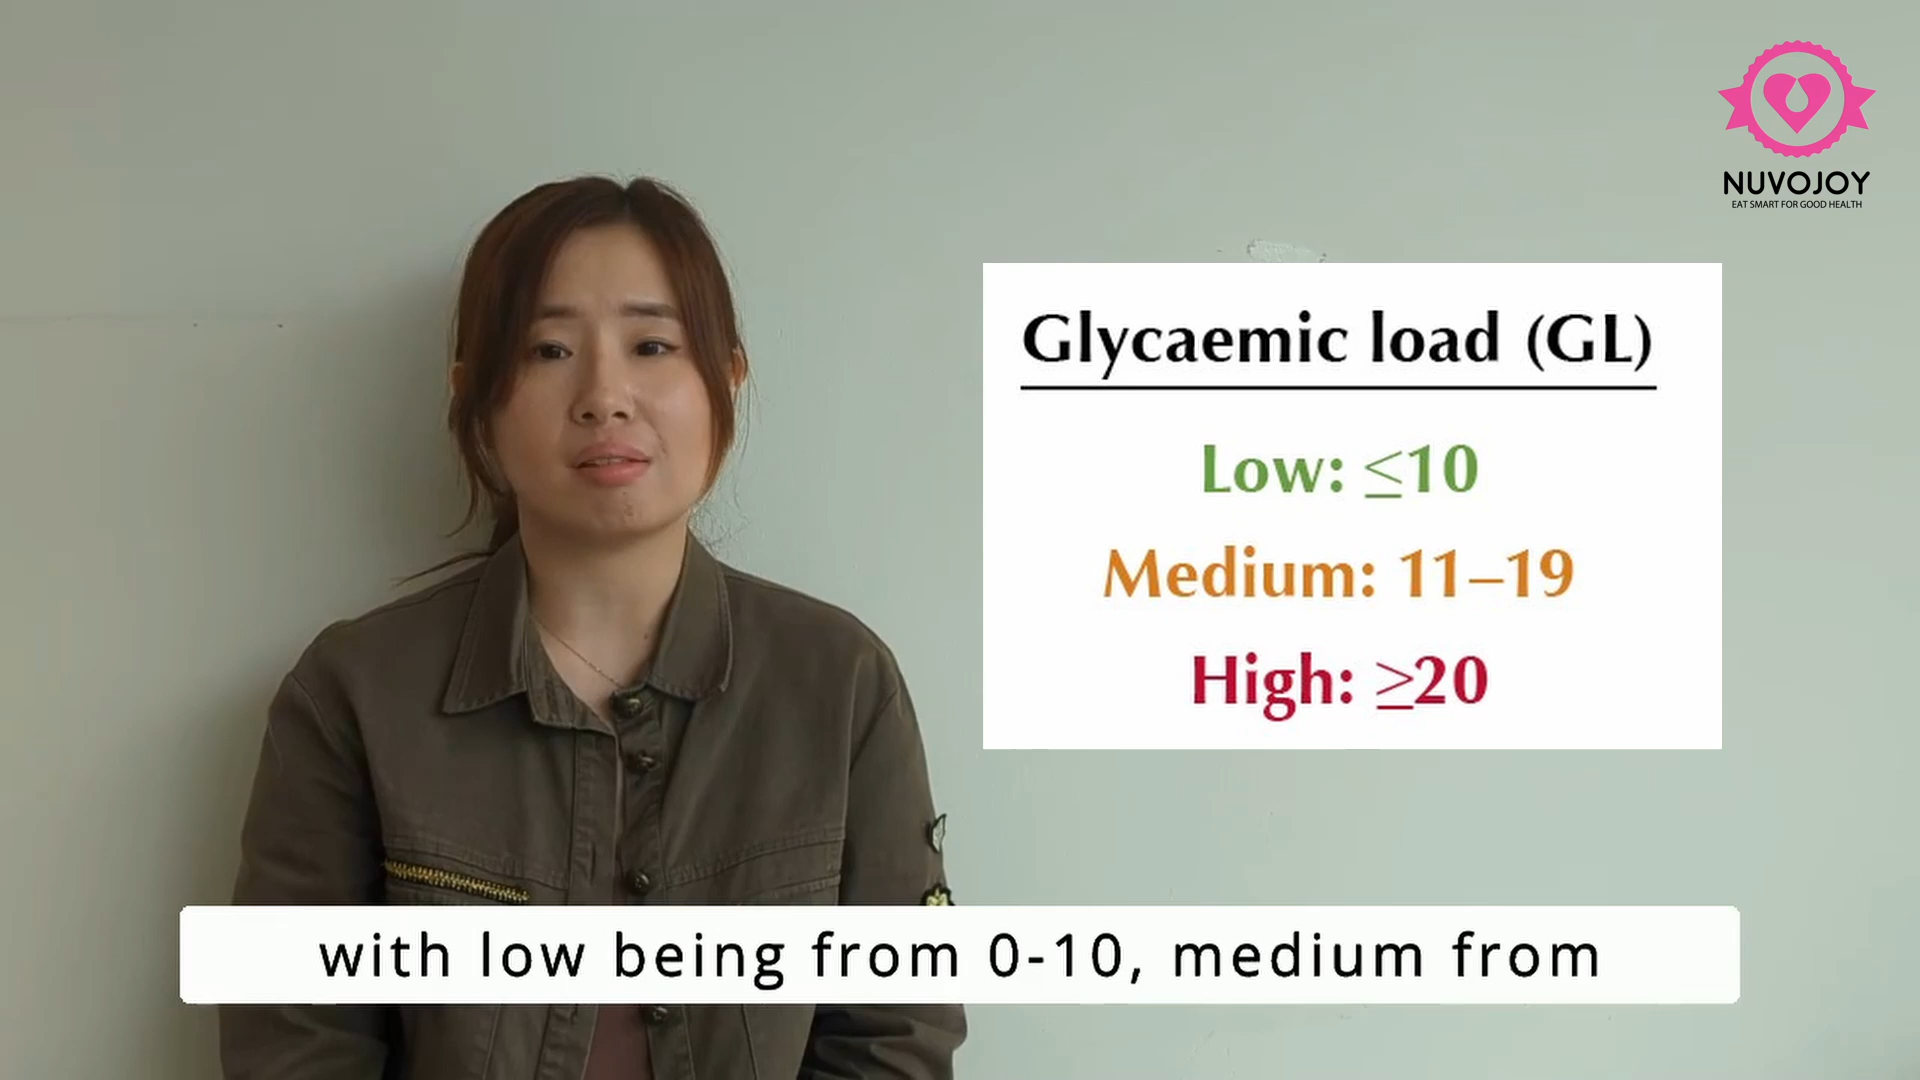 NUVOJOY
EAT SMART FOR GOOD HEALTH
Glycaemic load (GL)
Low: ≤10
Medium: 11–19
High: ≥20
with low being from 0-10, medium from